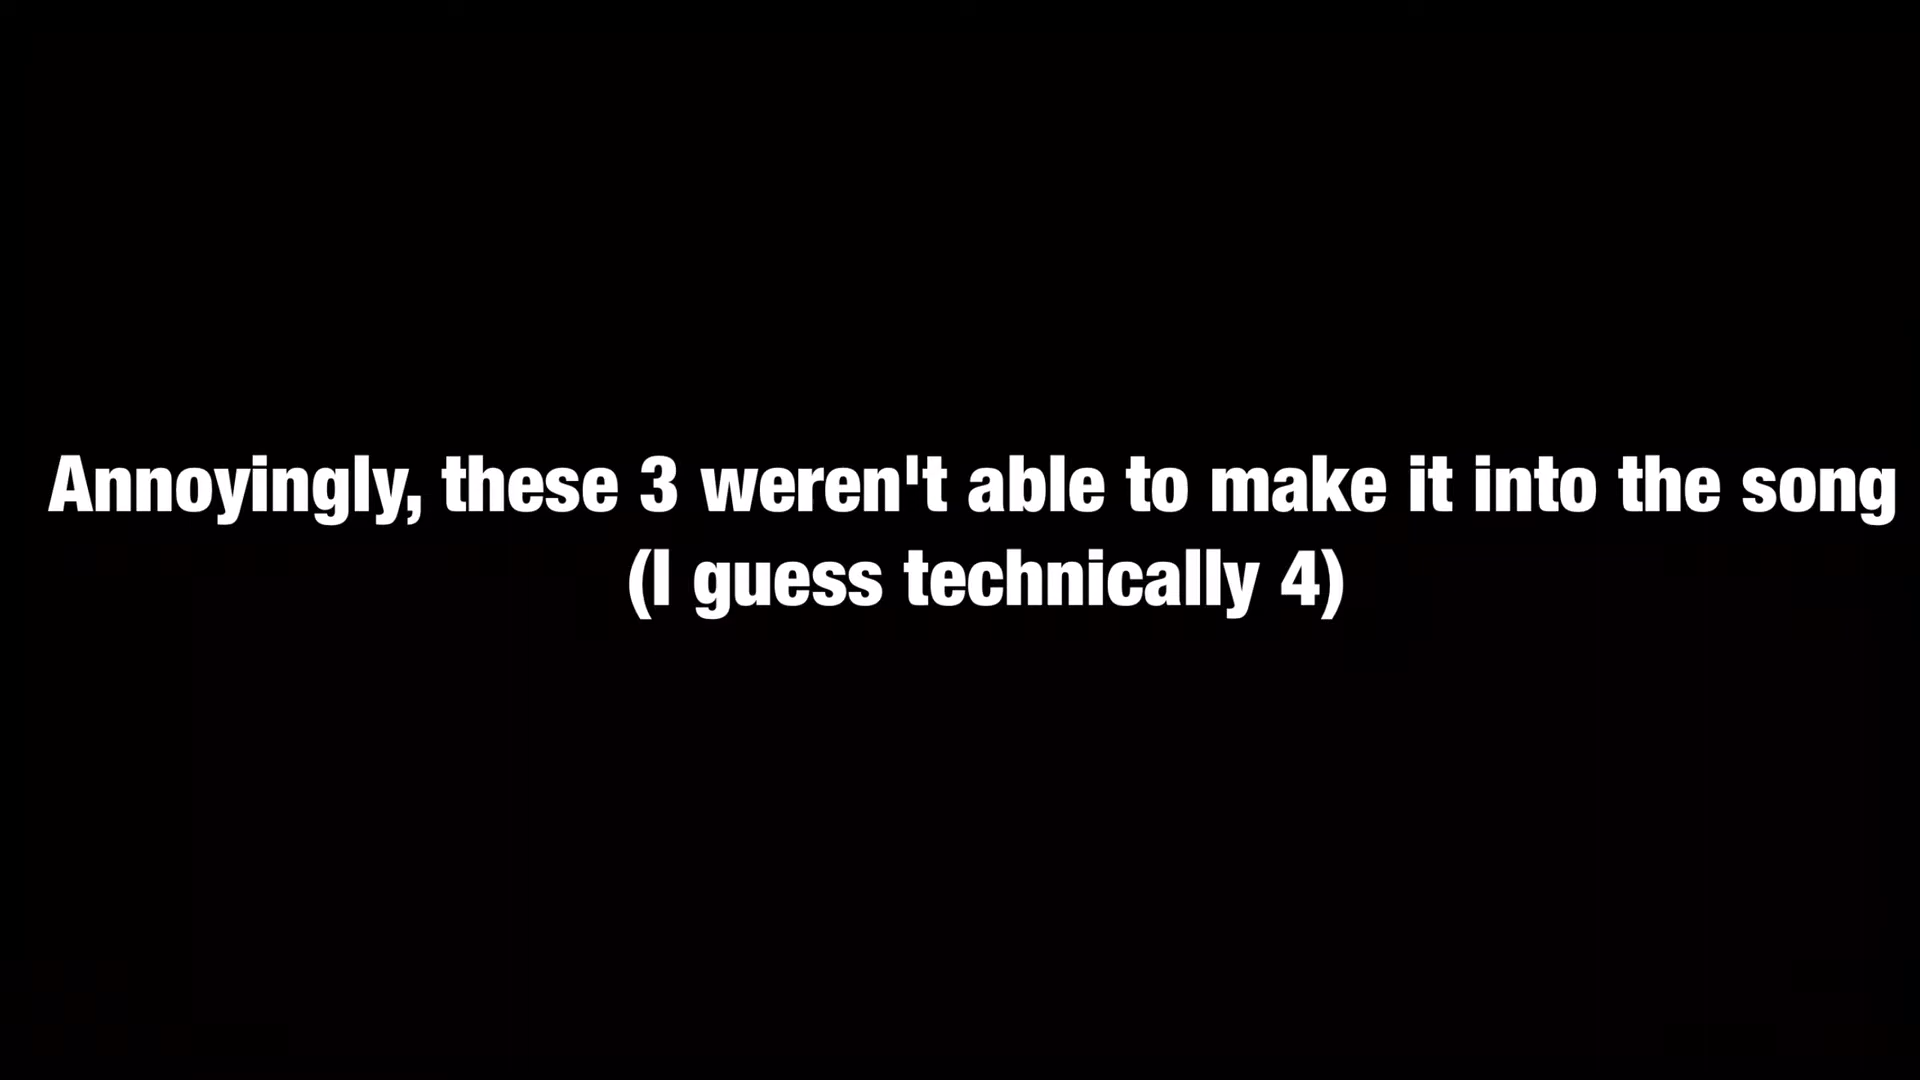 Annoyingly, these 3 weren't able to make it into the song
(I guess technically 4)